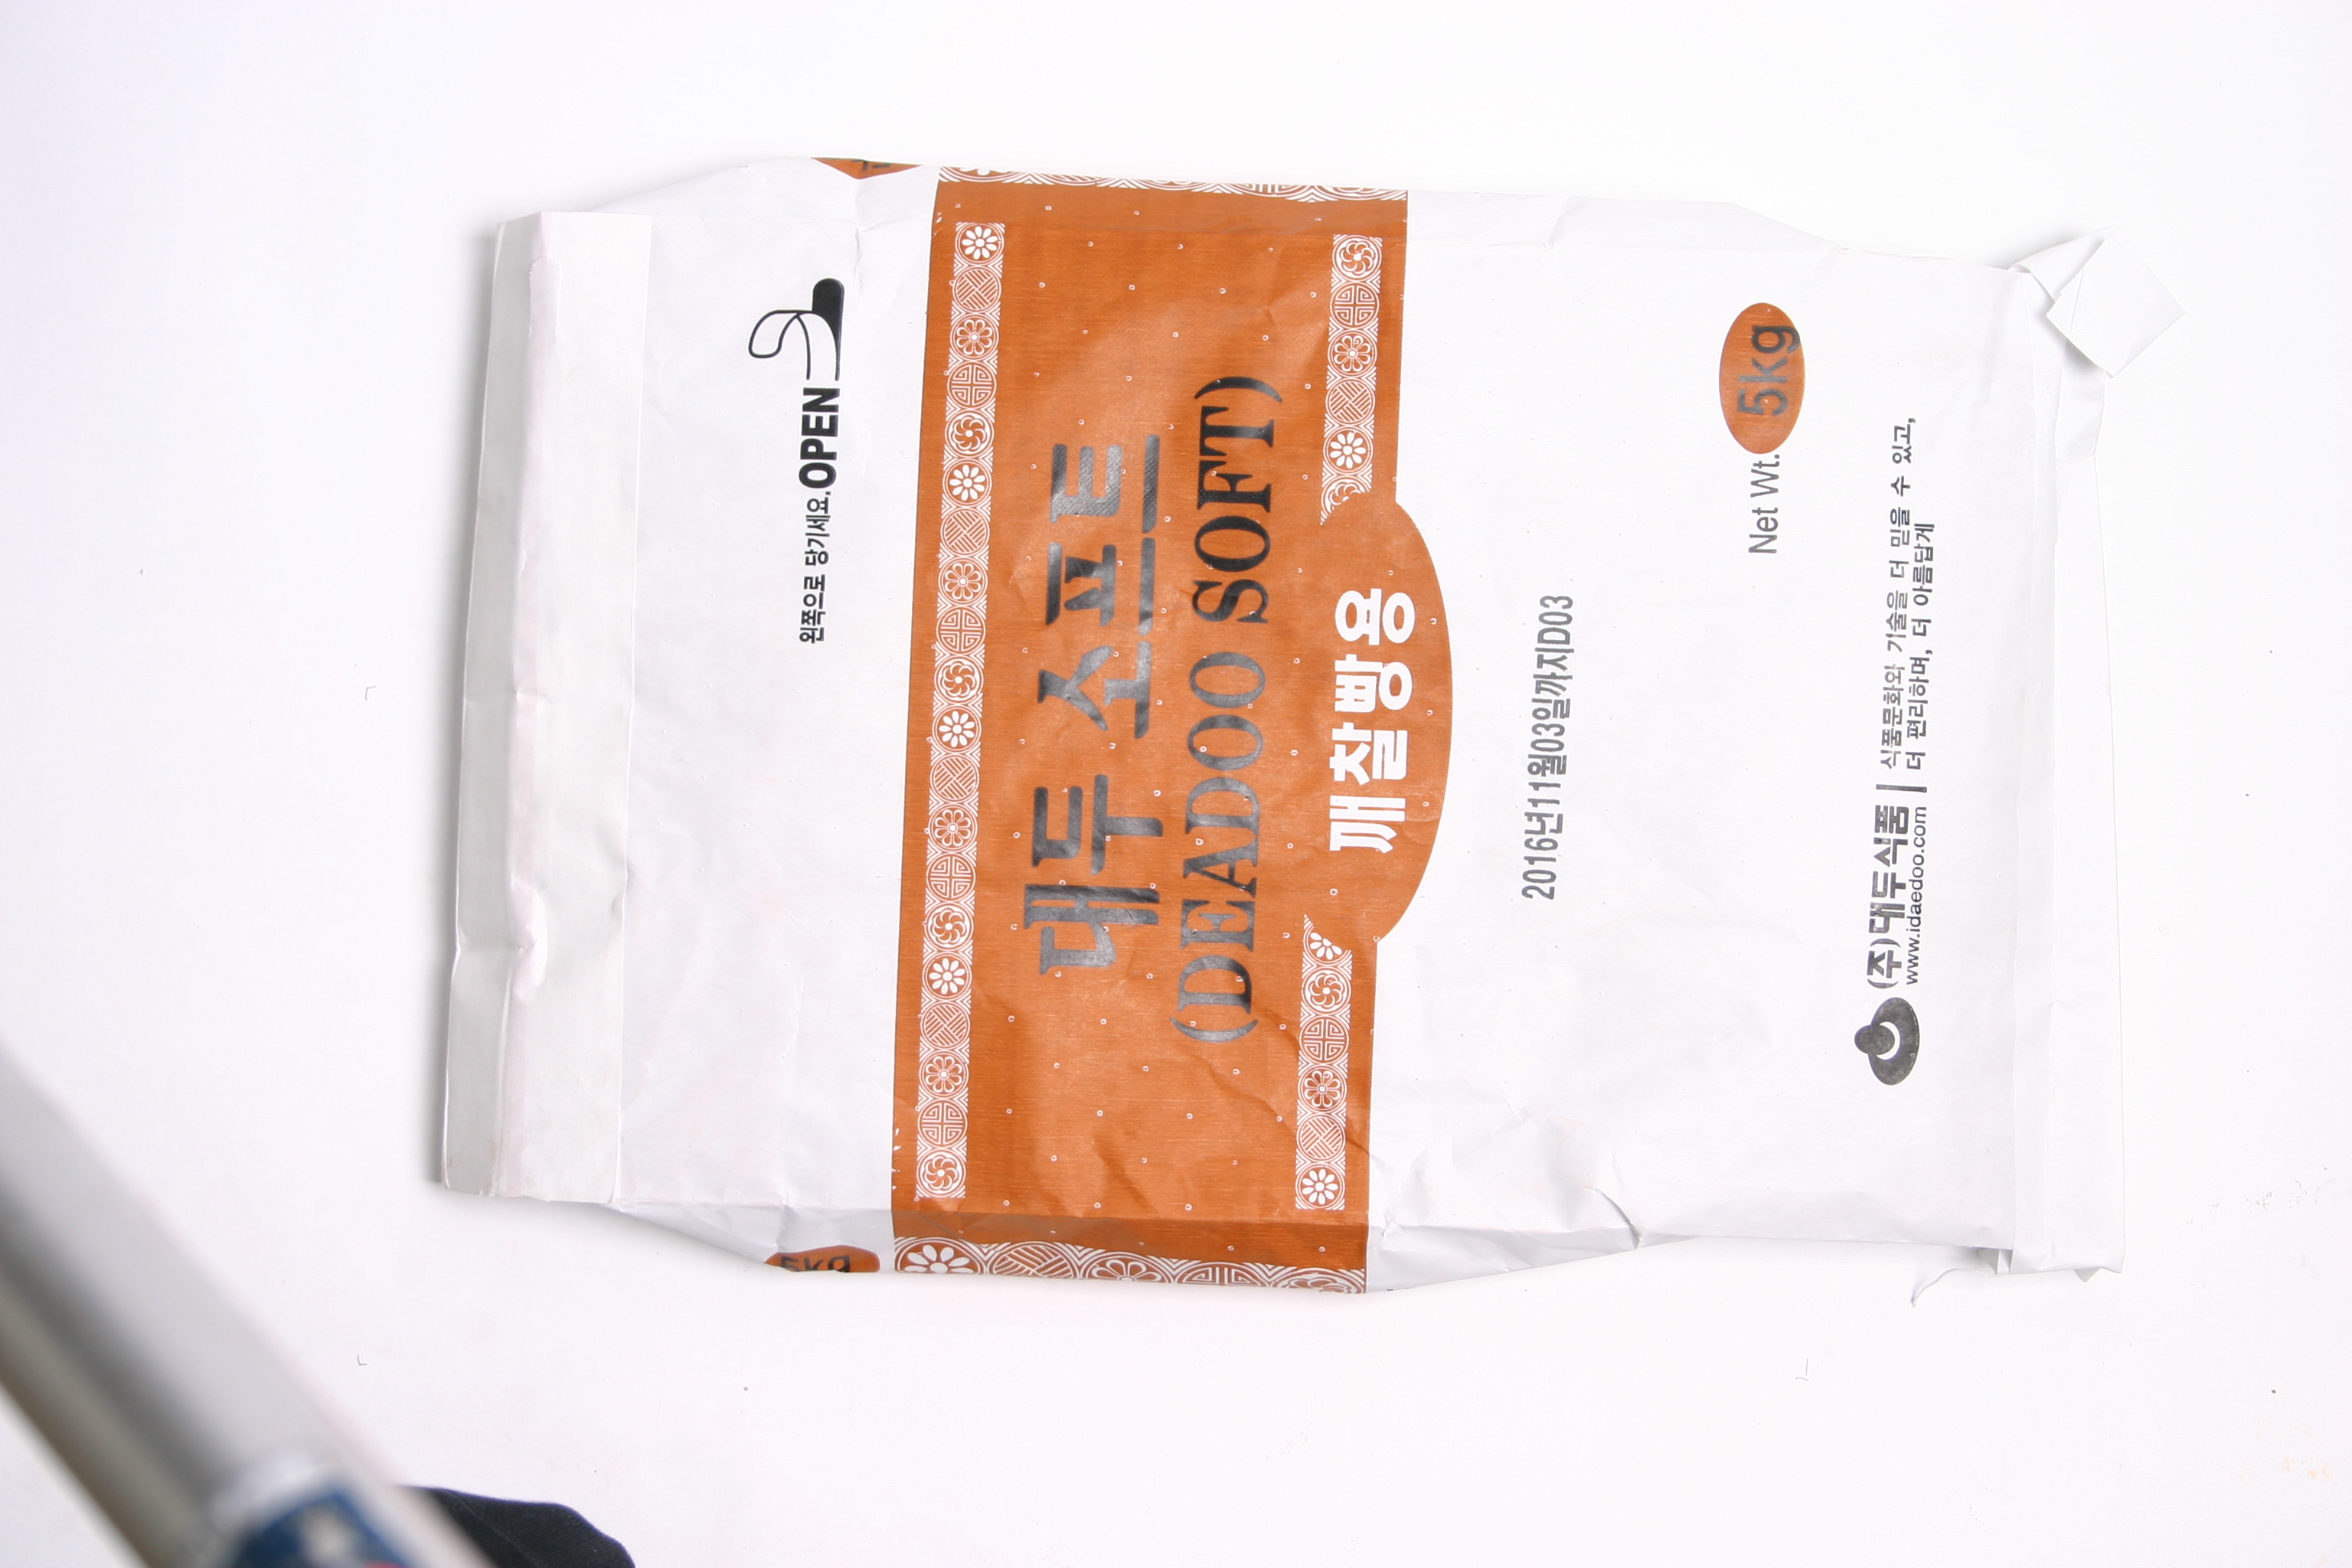 왼쪽으로 당기세요.OPEN
대두 소프트
(DEADOO SOFT)
깨찰빵용
2016년11월03일까지D03
Net Wt. 5kg
(주)대두식품
www.idaedoo.com
식품문화와 기술을 더 믿을 수 있고,
더 편리하며, 더 아름답게
5kg